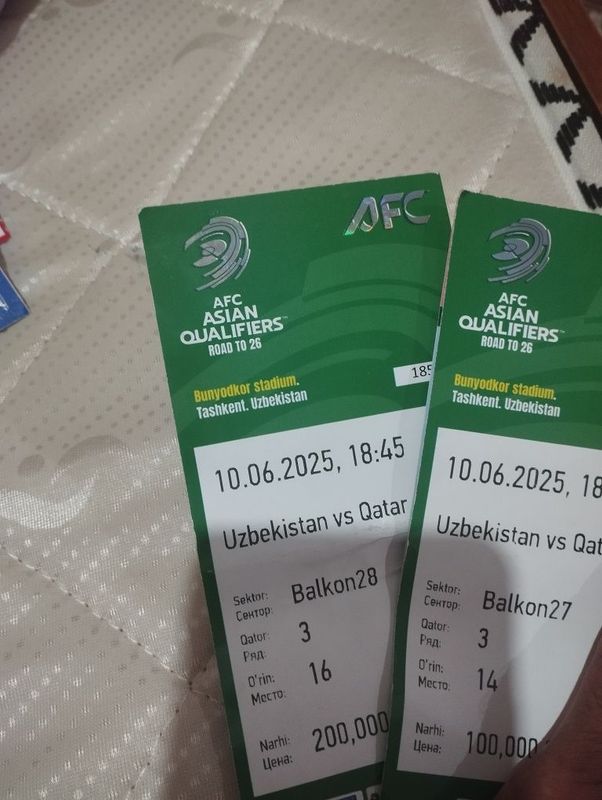 AFC
AFC
ASIAN
QUALIFIERS™
ROAD TO 26
185
Bunyodkor stadium.
Tashkent. Uzbekistan
10.06.2025, 18:45
Uzbekistan vs Qatar
Sektor: Balkon28
Сектор:
Qator: 3
Ряд:
O'rin: 16
Место:
Narhi: 200,000
Цена:
AFC
ASIAN
QUALIFIERS™
ROAD TO 26
Bunyodkor stadium.
Tashkent. Uzbekistan
10.06.2025, 18
Uzbekistan vs Qat
Sektor: Balkon27
Сектор:
Qator: 3
Ряд:
O'rin: 14
Место:
Narhi: 100,000
Цена: